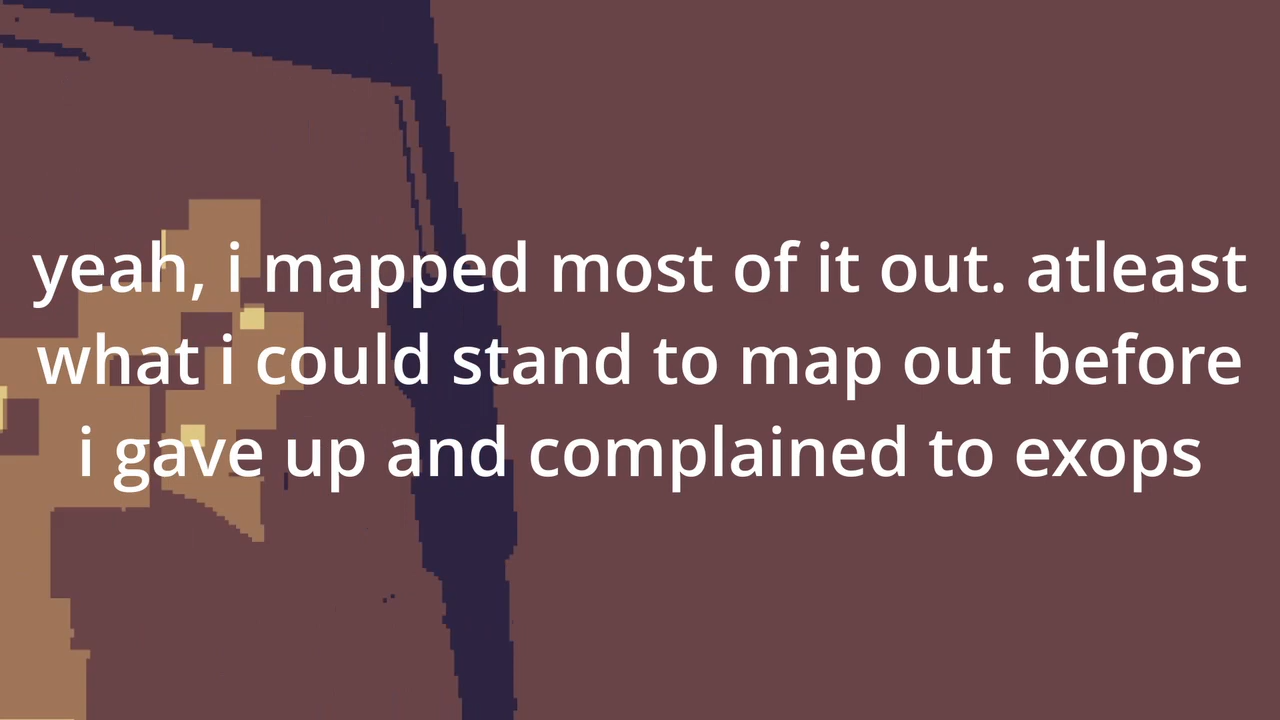 yeah, i mapped most of it out. atleast
what i could stand to map out before
i gave up and complained to exops